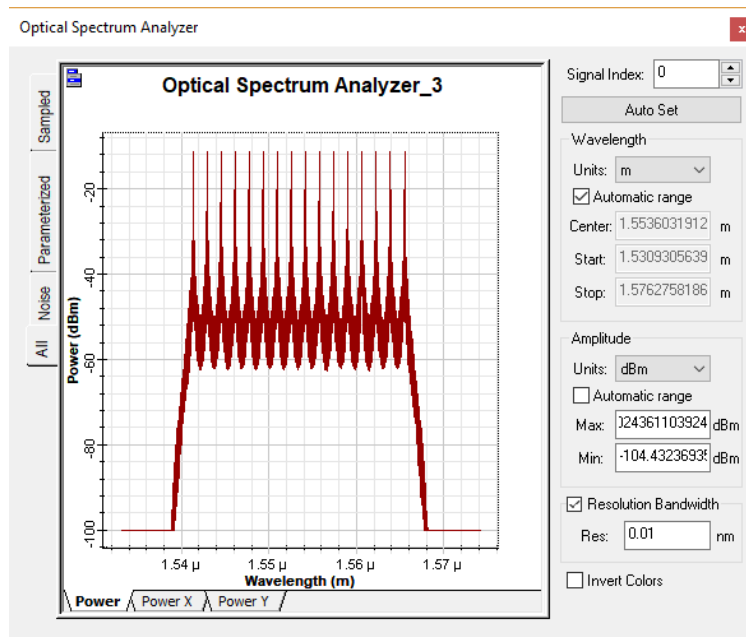 Optical Spectrum Analyzer
x
Sampled
Parameterized
Noise
All
Optical Spectrum Analyzer_3
Power (dBm)
-20
-40
-60
-80
-100
1.54 µ 1.55 µ 1.56 µ 1.57 µ
Wavelength (m)
Power Power X Power Y
Signal Index: 0
Auto Set
Wavelength
Units: m
Automatic range
Center: 1.5536031912 m
Start: 1.5309305639 m
Stop: 1.5762758186 m
Amplitude
Units: dBm
Automatic range
Max: 024361103924 dBm
Min: -104.4323693 dBm
Resolution Bandwidth
Res: 0.01 nm
Invert Colors